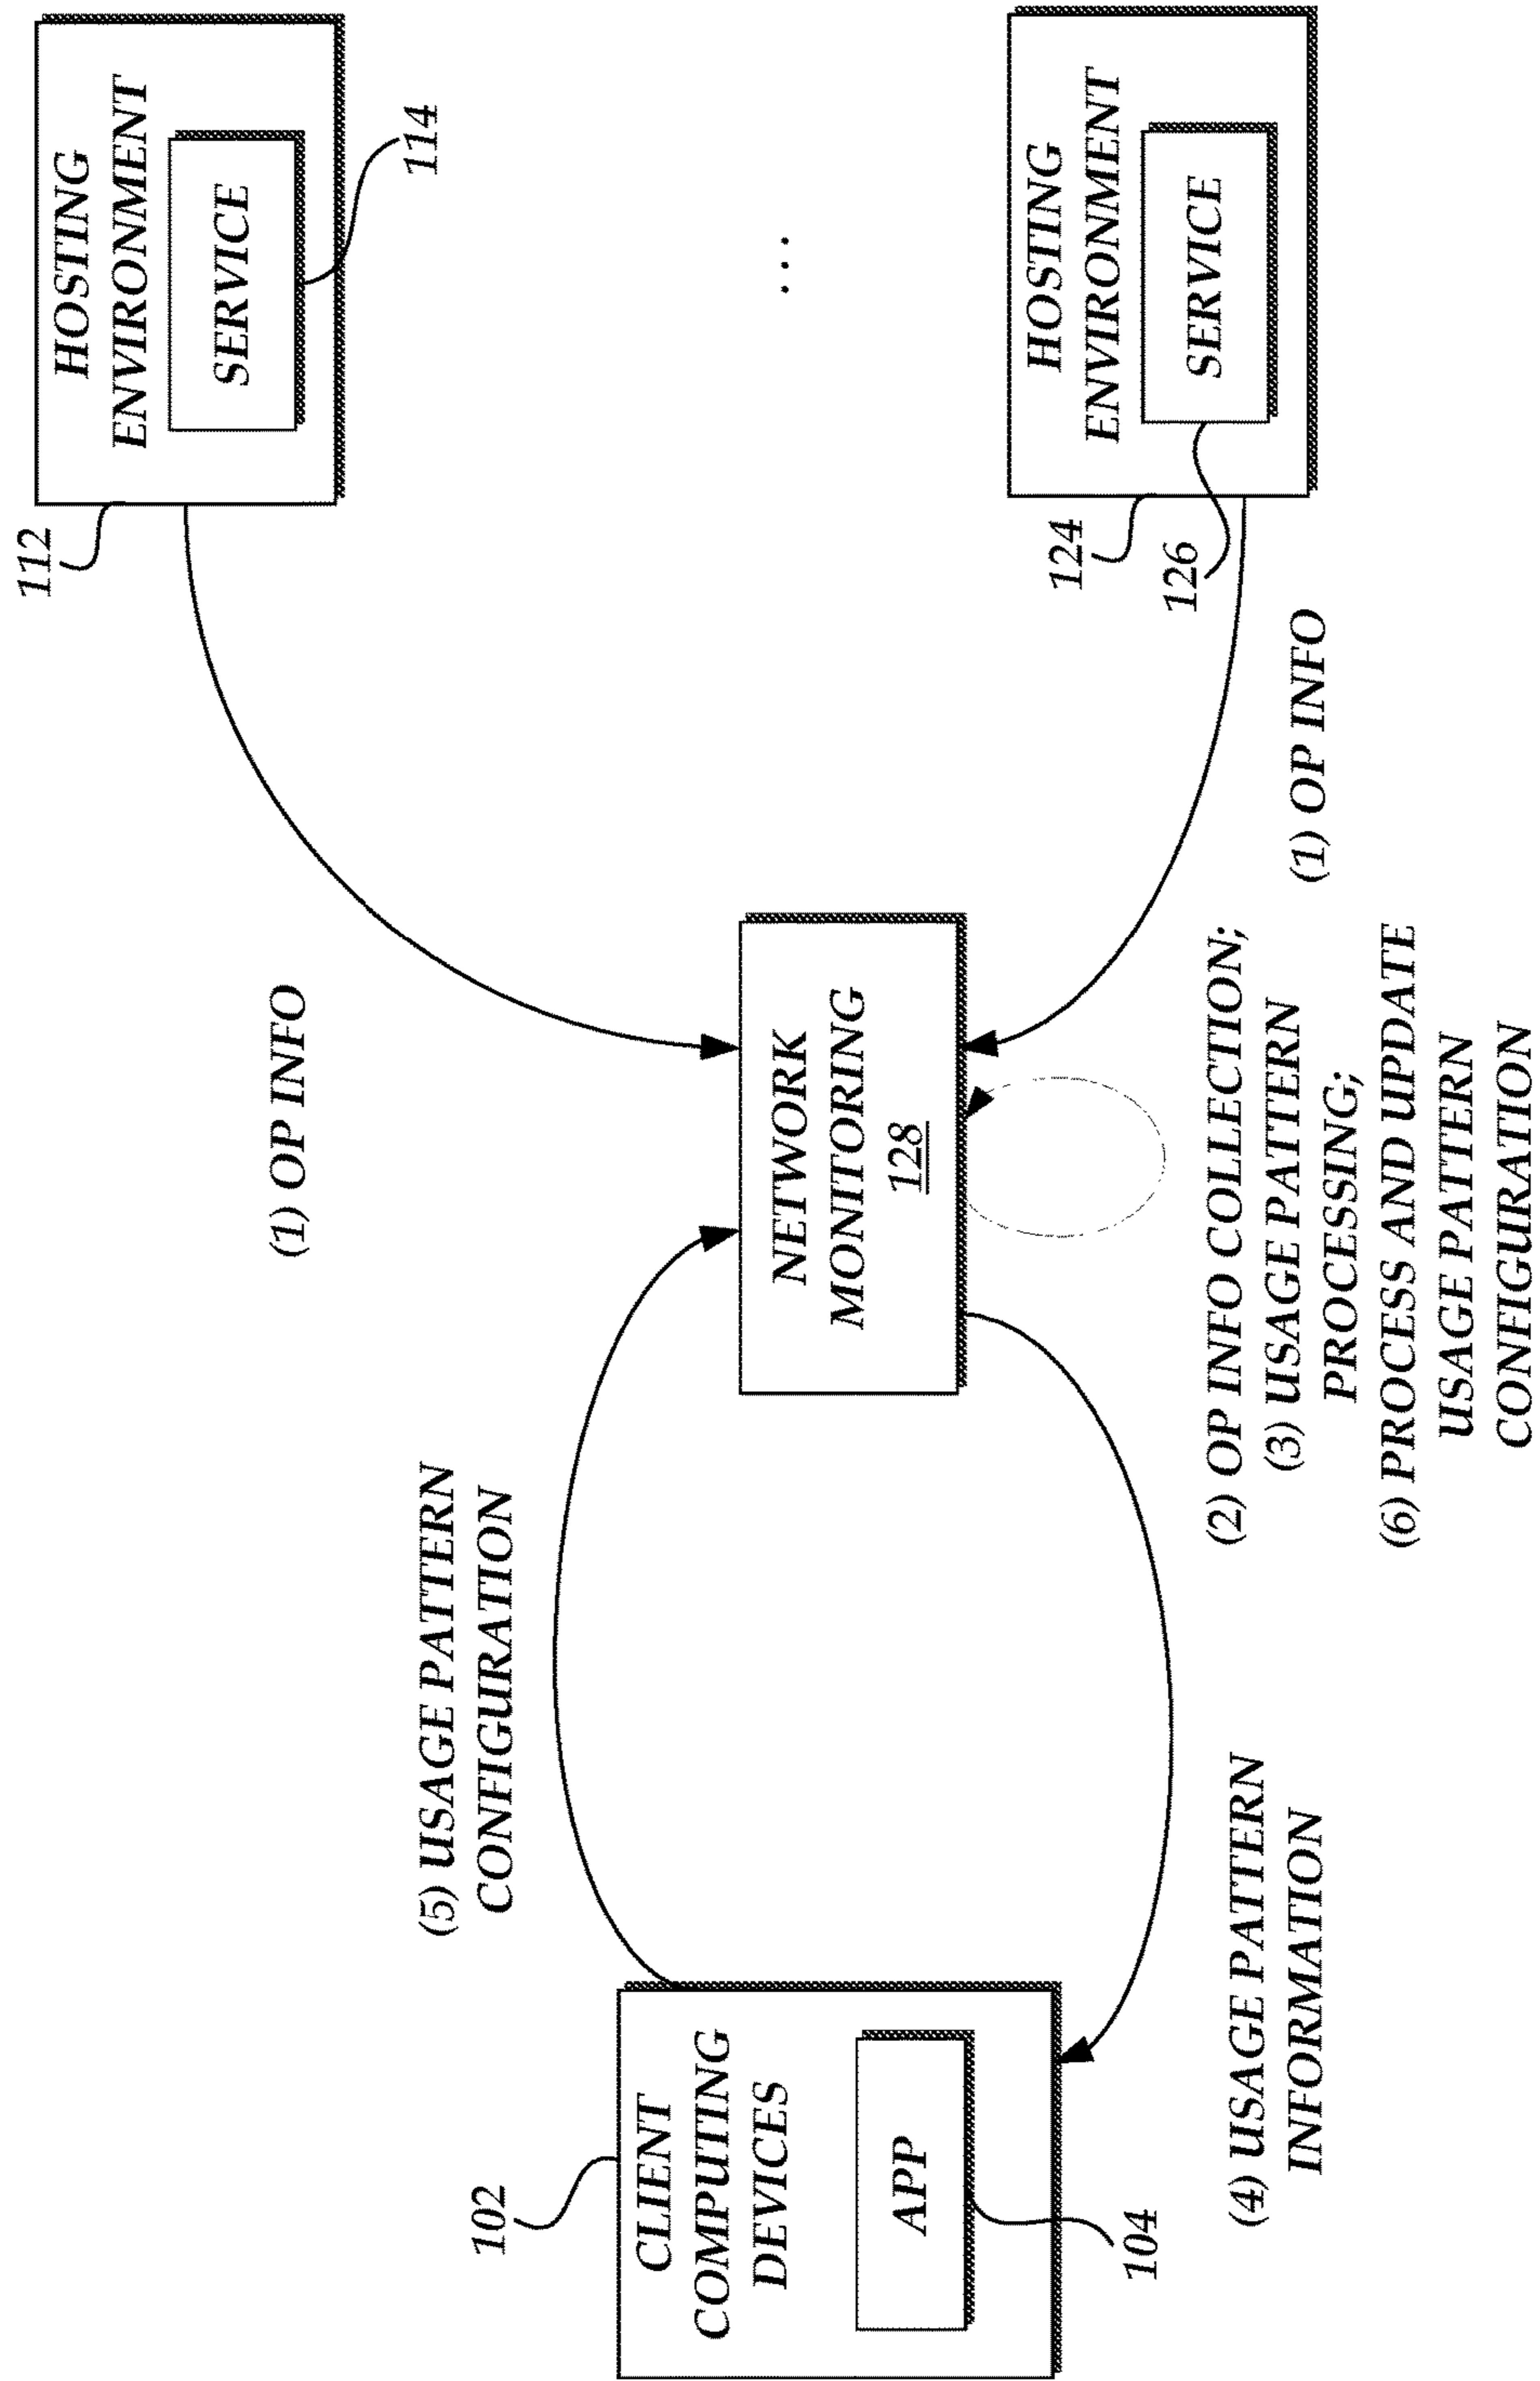 HOSTING
ENVIRONMENT
SERVICE
112
114
(1) OP INFO
(5) USAGE PATTERN
CONFIGURATION
102
CLIENT
COMPUTING
DEVICES
APP
104
NETWORK
MONITORING
128
...
HOSTING
ENVIRONMENT
SERVICE
124
126
(1) OP INFO
(2) OP INFO COLLECTION;
(3) USAGE PATTERN
PROCESSING;
(6) PROCESS AND UPDATE
USAGE PATTERN
CONFIGURATION
(4) USAGE PATTERN
INFORMATION